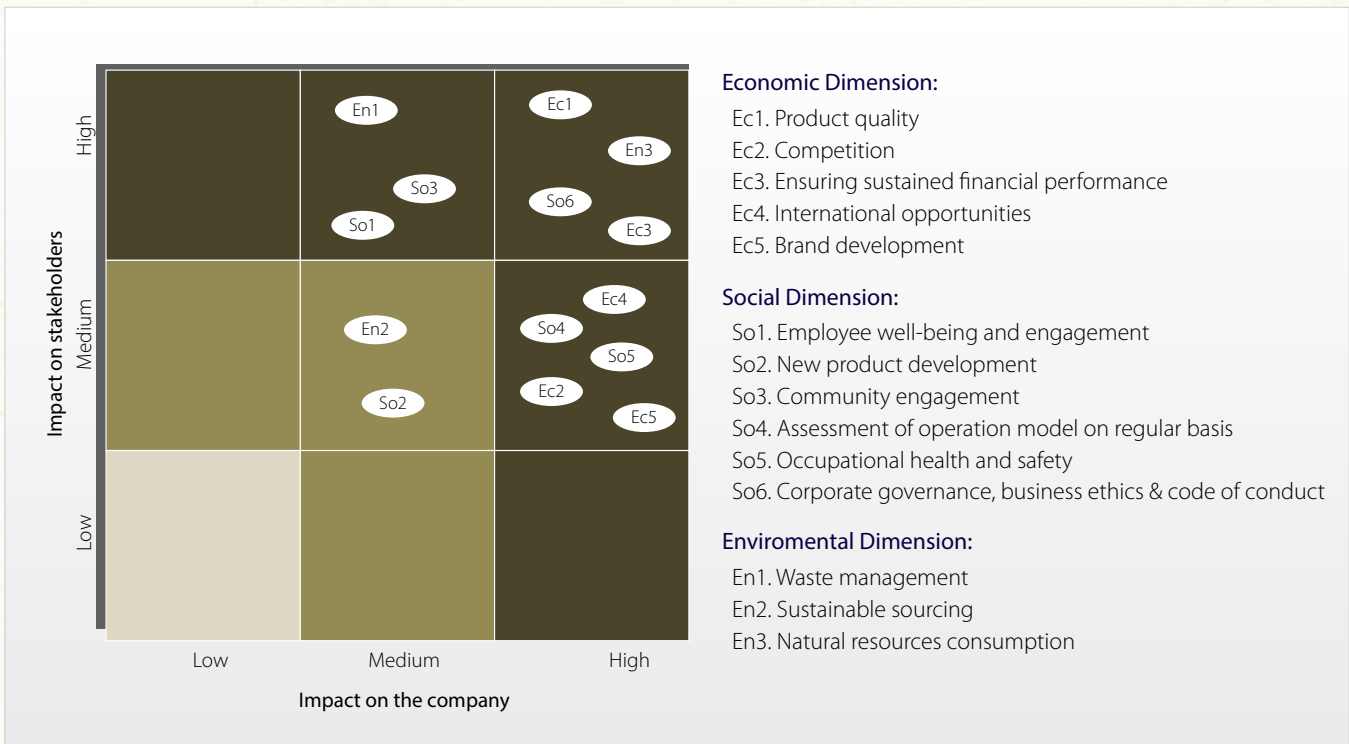 Impact on stakeholders
High
Medium
Low
En1
Ec1
En3
So3
So6
So1
Ec3
Ec4
En2
So4
So5
Ec2
So2
Ec5
Low
Medium
High
Impact on the company
Economic Dimension:
Ec1. Product quality
Ec2. Competition
Ec3. Ensuring sustained financial performance
Ec4. International opportunities
Ec5. Brand development
Social Dimension:
So1. Employee well-being and engagement
So2. New product development
So3. Community engagement
So4. Assessment of operation model on regular basis
So5. Occupational health and safety
So6. Corporate governance, business ethics & code of conduct
Enviromental Dimension:
En1. Waste management
En2. Sustainable sourcing
En3. Natural resources consumption